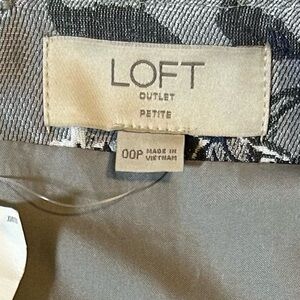 LOFT
OUTLET
PETITE
00P MADE IN
VIETNAM